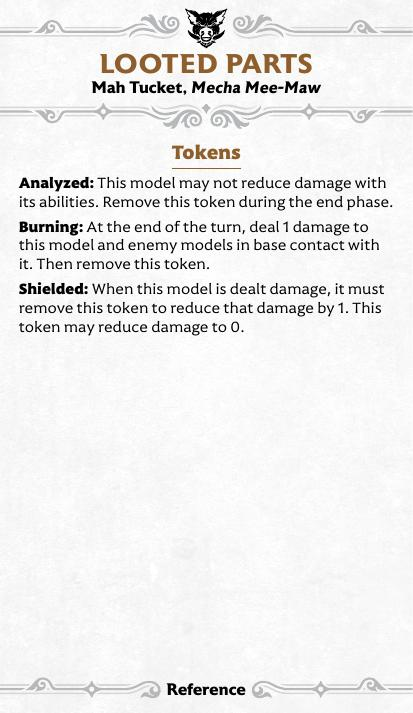 LOOTED PARTS
Mah Tucket, Mecha Mee-Maw
Tokens
Analyzed: This model may not reduce damage with
its abilities. Remove this token during the end phase.
Burning: At the end of the turn, deal 1 damage to
this model and enemy models in base contact with
it. Then remove this token.
Shielded: When this model is dealt damage, it must
remove this token to reduce that damage by 1. This
token may reduce damage to 0.
Reference